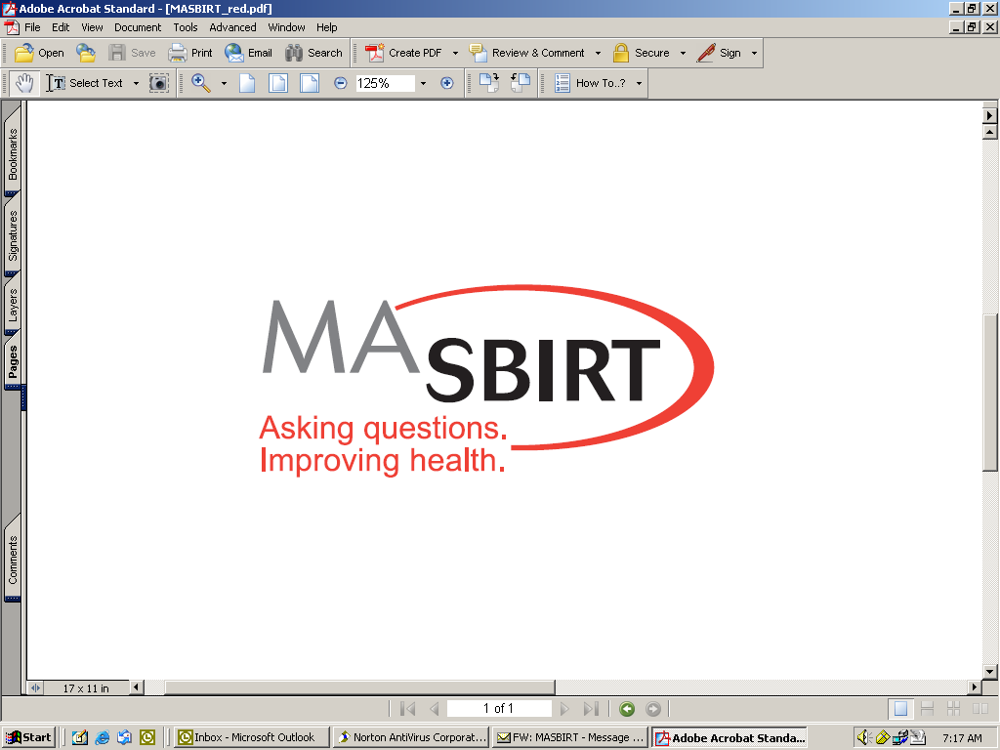 Adobe Acrobat Standard - [MASBIRT_red.pdf]
File Edit View Document Tools Advanced Window Help
Open Save Print Email Search Create PDF Review & Comment Secure Sign
Select Text 125% How To..?
Bookmarks
Signatures
Layers
Pages
Comments
MASBIRT
Asking questions.
Improving health.
17 x 11 in
1 of 1
Start Inbox - Microsoft Outlook Norton AntiVirus Corporat... FW: MASBIRT - Message ... Adobe Acrobat Standa... 7:17 AM